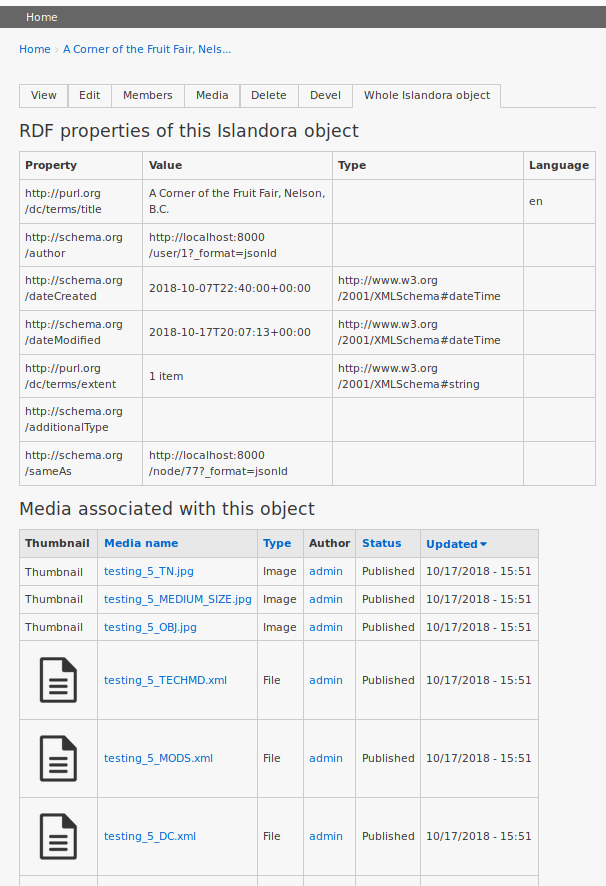 Home
Home › A Corner of the Fruit Fair, Nels...
View Edit Members Media Delete Devel Whole Islandora object
RDF properties of this Islandora object
Property Value Type Language
http://purl.org
/dc/terms/title
A Corner of the Fruit Fair, Nelson,
B.C.
en
http://schema.org
/author
http://localhost:8000
/user/1?_format=jsonld
http://schema.org
/dateCreated
2018-10-07T22:40:00+00:00
http://www.w3.org
/2001/XMLSchema#dateTime
http://schema.org
/dateModified
2018-10-17T20:07:13+00:00
http://www.w3.org
/2001/XMLSchema#dateTime
http://purl.org
/dc/terms/extent
1 item
http://www.w3.org
/2001/XMLSchema#string
http://schema.org
/additionalType
http://schema.org
/sameAs
http://localhost:8000
/node/77?_format=jsonld
Media associated with this object
Thumbnail Media name Type Author Status Updated
Thumbnail testing_5_TN.jpg Image admin Published 10/17/2018 - 15:51
Thumbnail testing_5_MEDIUM_SIZE.jpg Image admin Published 10/17/2018 - 15:51
Thumbnail testing_5_OBJ.jpg Image admin Published 10/17/2018 - 15:51
testing_5_TECHMD.xml File admin Published 10/17/2018 - 15:51
testing_5_MODS.xml File admin Published 10/17/2018 - 15:51
testing_5_DC.xml File admin Published 10/17/2018 - 15:51